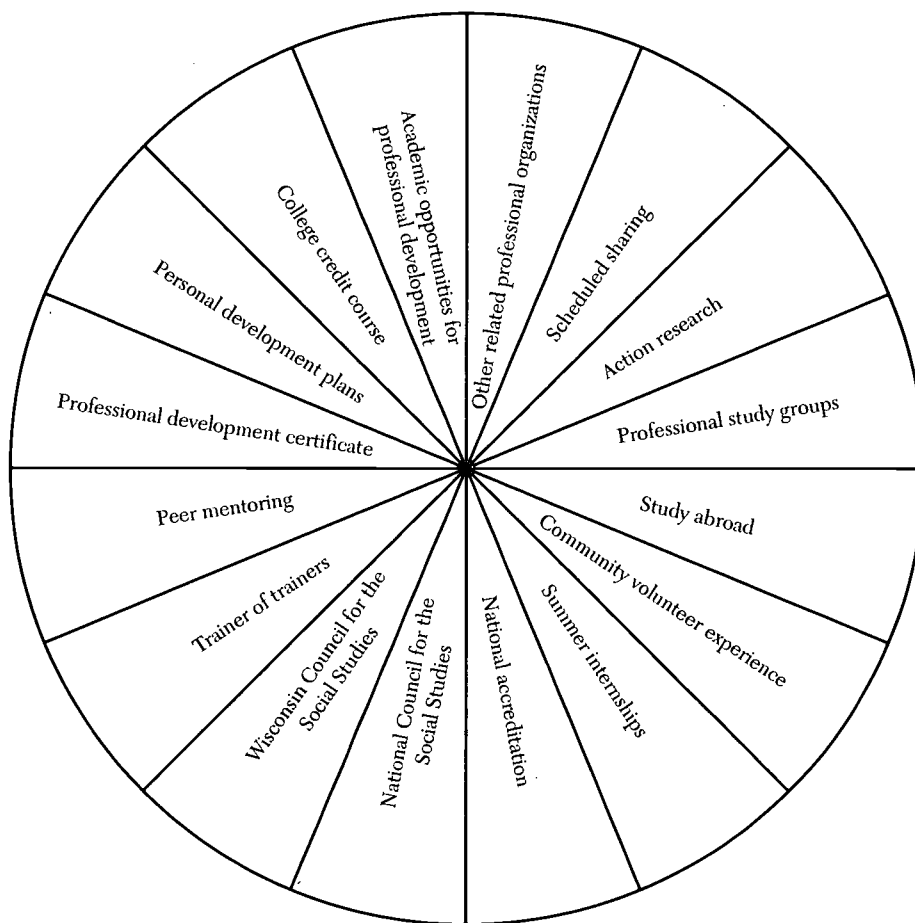 Academic opportunities for
professional development
Other related professional organizations
Scheduled sharing
Action research
Professional study groups
Study abroad
Community volunteer experience
Summer internships
National accreditation
National Council for the
Social Studies
Wisconsin Council for the
Social Studies
Trainer of trainers
Peer mentoring
Professional development certificate
Personal development plans
College credit course